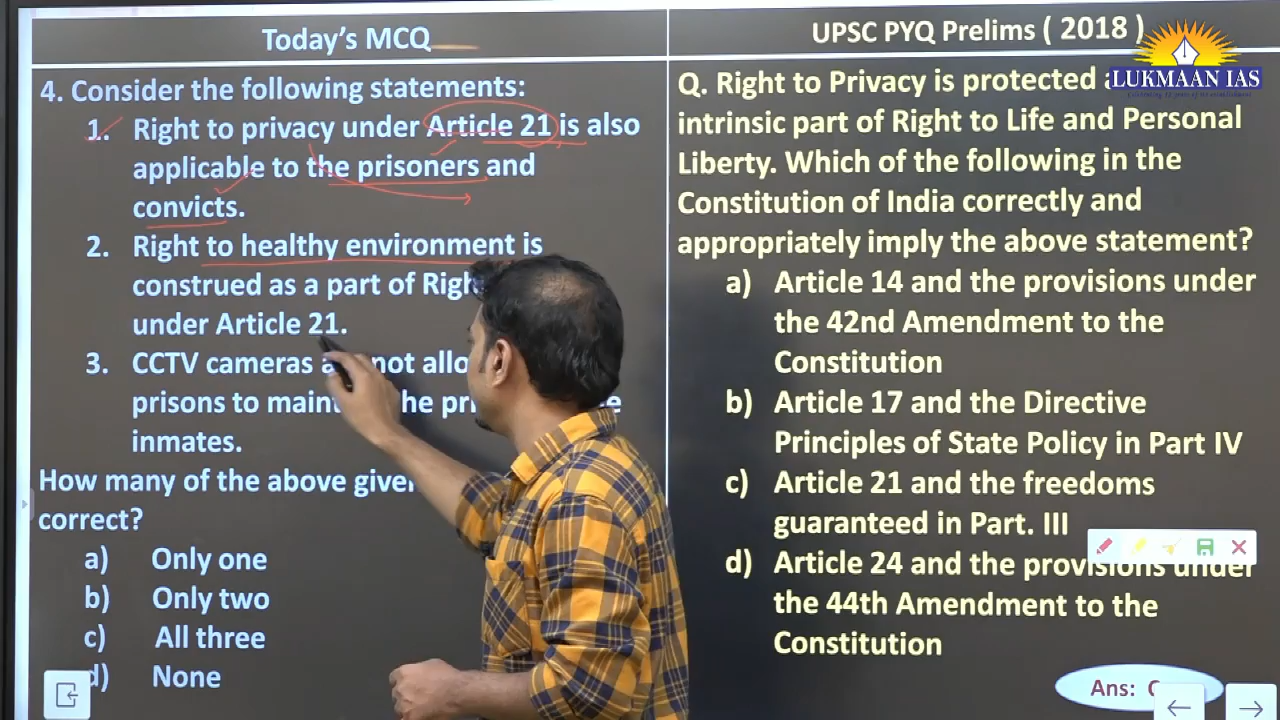 Today's MCQ
4. Consider the following statements:
1. Right to privacy under Article 21 is also
applicable to the prisoners and
convicts.
2. Right to healthy environment is
construed as a part of
under Article 21.
3. CCTV cameras not
prisons to the
inmates.
How many of the above
correct?
a) Only one
b) Only two
c) All three
d) None
UPSC PYQ Prelims ( 2018 )
LUKMAAN IAS
Q. Right to Privacy is protected
intrinsic part of Right to Life and Personal
Liberty. Which of the following in the
Constitution of India correctly and
appropriately imply the above statement?
a) Article 14 and the provisions under
the 42nd Amendment to the
Constitution
b) Article 17 and the Directive
Principles of State Policy in Part IV
c) Article 21 and the freedoms
guaranteed in Part. III
d) Article 24 and the provisions under
the 44th Amendment to the
Constitution
Ans: